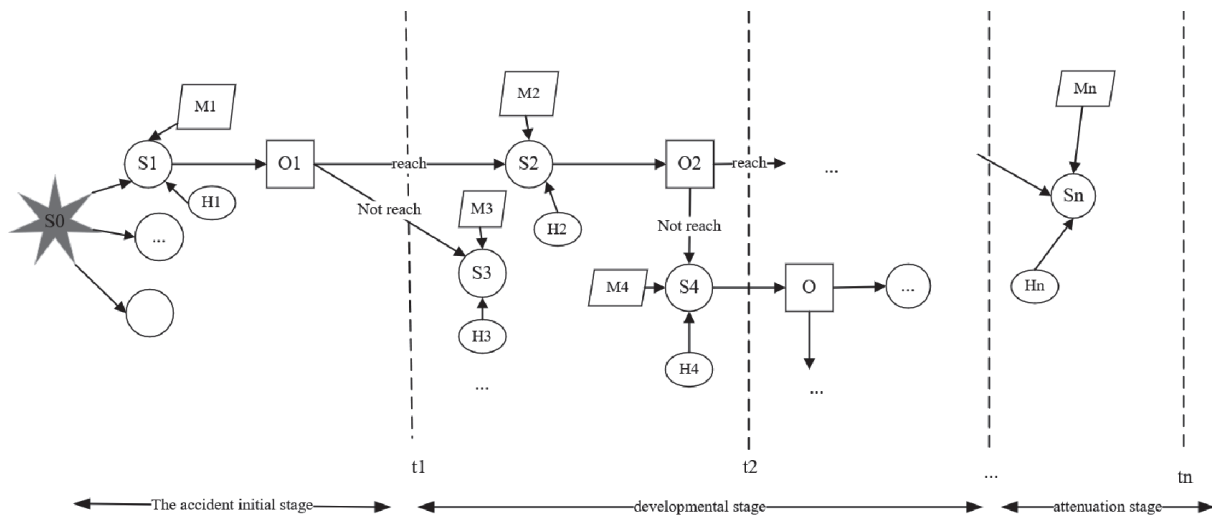 M1
S1
O1
reach
H1
S0
...
Not reach
M2
S2
H2
O2
reach
...
M3
S3
H3
...
Not reach
M4
S4
H4
O
...
...
Mn
Sn
Hn
t1
t2
...
tn
The accident initial stage
developmental stage
attenuation stage